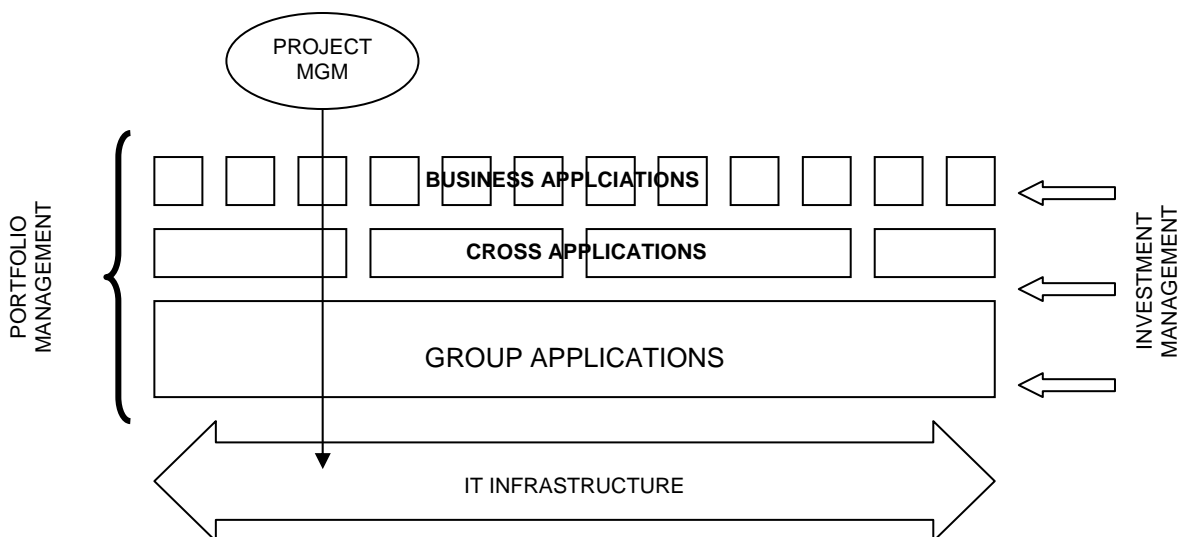 PROJECT
MGM
PORTFOLIO
MANAGEMENT
BUSINESS APPLCIATIONS
CROSS APPLICATIONS
GROUP APPLICATIONS
IT INFRASTRUCTURE
INVESTMENT
MANAGEMENT